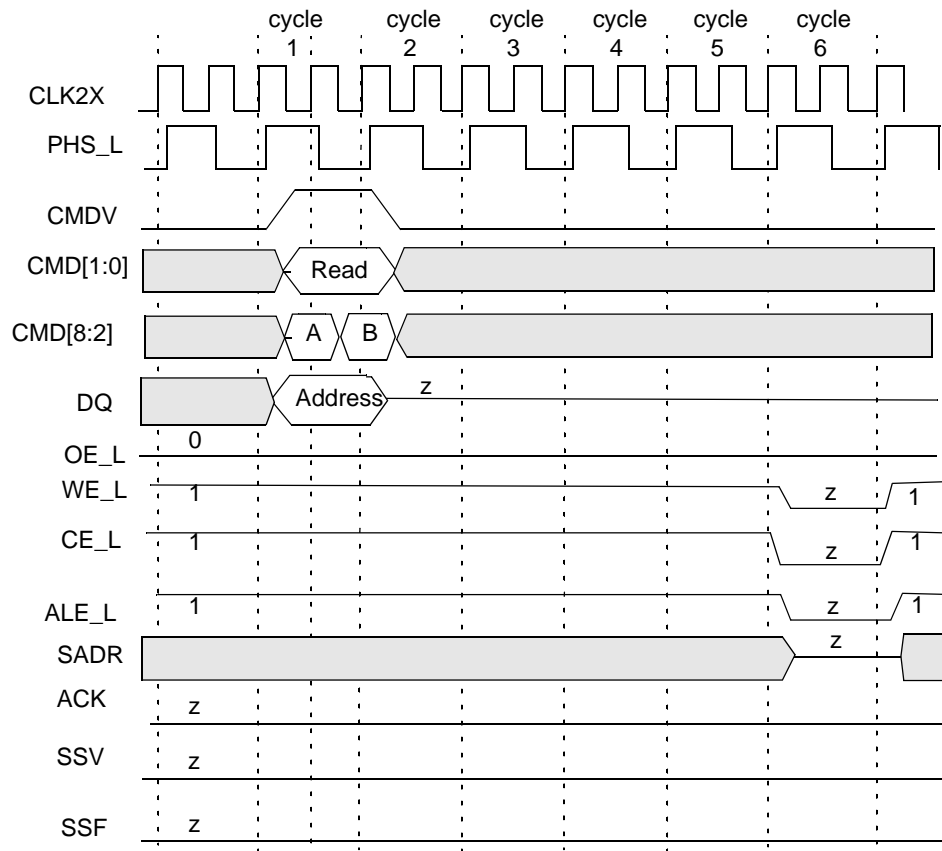 cycle cycle cycle cycle cycle cycle
1 2 3 4 5 6
CLK2X
PHS_L
CMDV
CMD[1:0] Read
CMD[8:2] A B
DQ Address z
OE_L 0
WE_L 1 z 1
CE_L 1 z 1
ALE_L 1 z 1
SADR z
ACK z
SSV z
SSF z